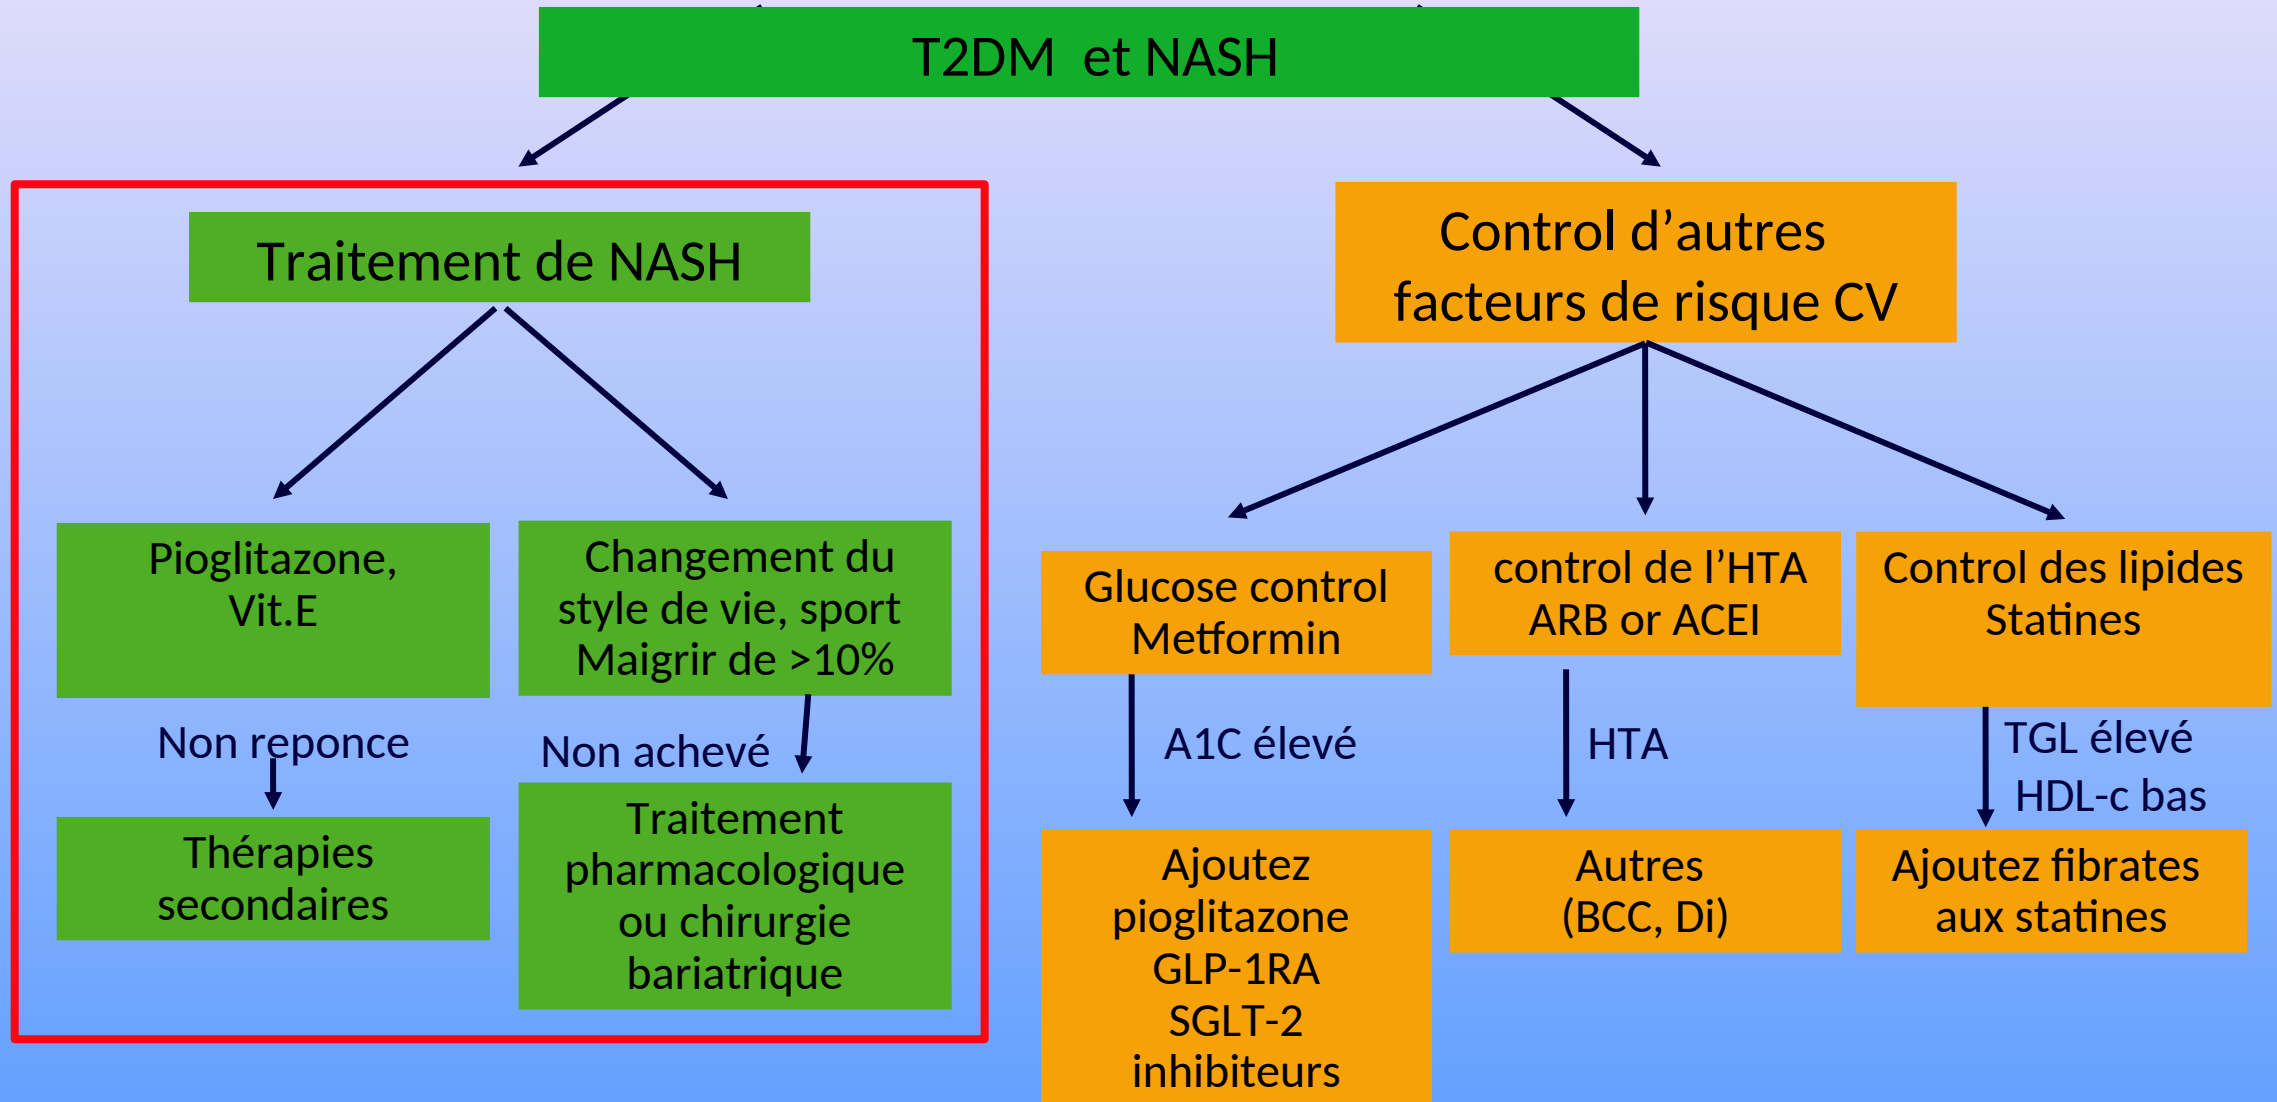 T2DM  et NASH
Traitement de NASH
Pioglitazone,
Vit.E
Non reponce
Thérapies
secondaires
Changement du
style de vie, sport
Maigrir de >10%
Non achevé
Traitement
pharmacologique
ou chirurgie
bariatrique
Control d’autres
facteurs de risque CV
Glucose control
Metformin
A1C élevé
Ajoutez
pioglitazone
GLP-1RA
SGLT-2
inhibiteurs
control de l’HTA
ARB or ACEI
HTA
Autres
(BCC, Di)
Control des lipides
Statines
TGL élevé
HDL-c bas
Ajoutez fibrates
aux statines